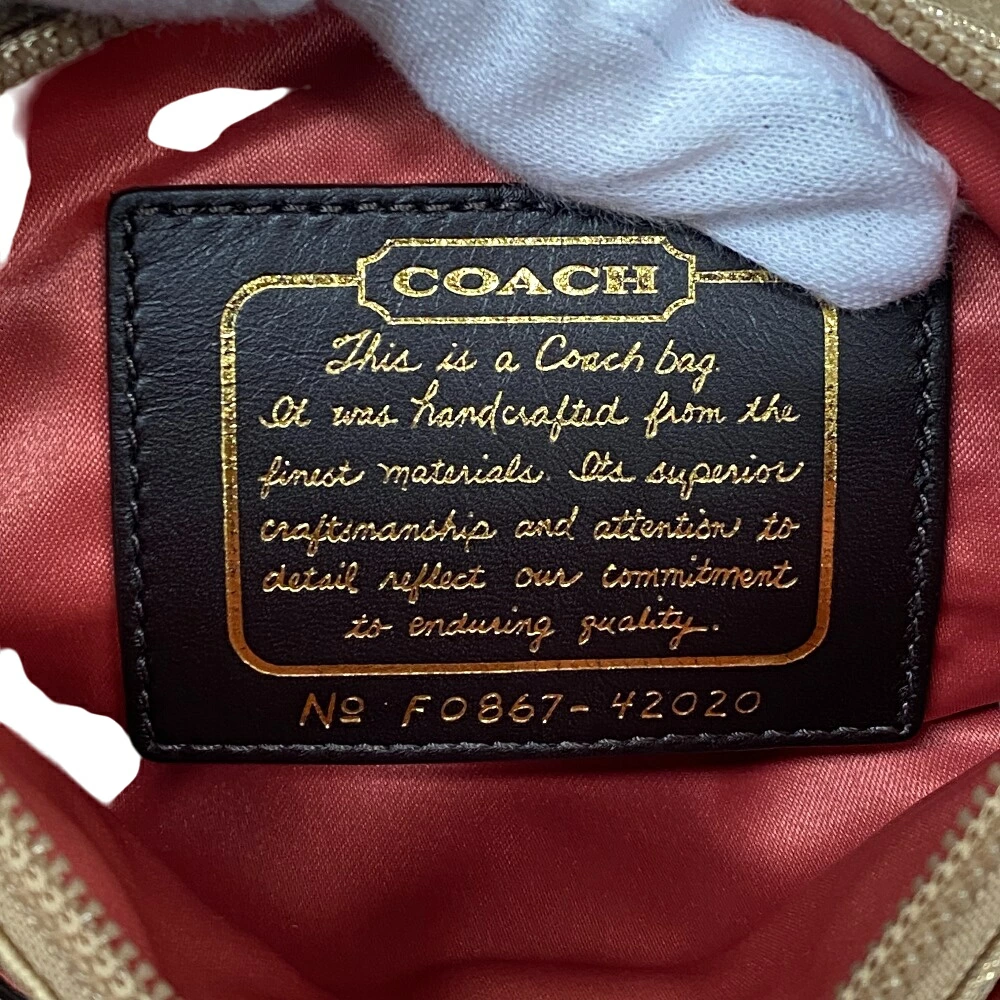 COACH
This is a Coach bag.
It was handcrafted from the
finest materials. Its superior
craftsmanship and attention to
detail reflect our commitment
to enduring quality.
Nº F0867-42020